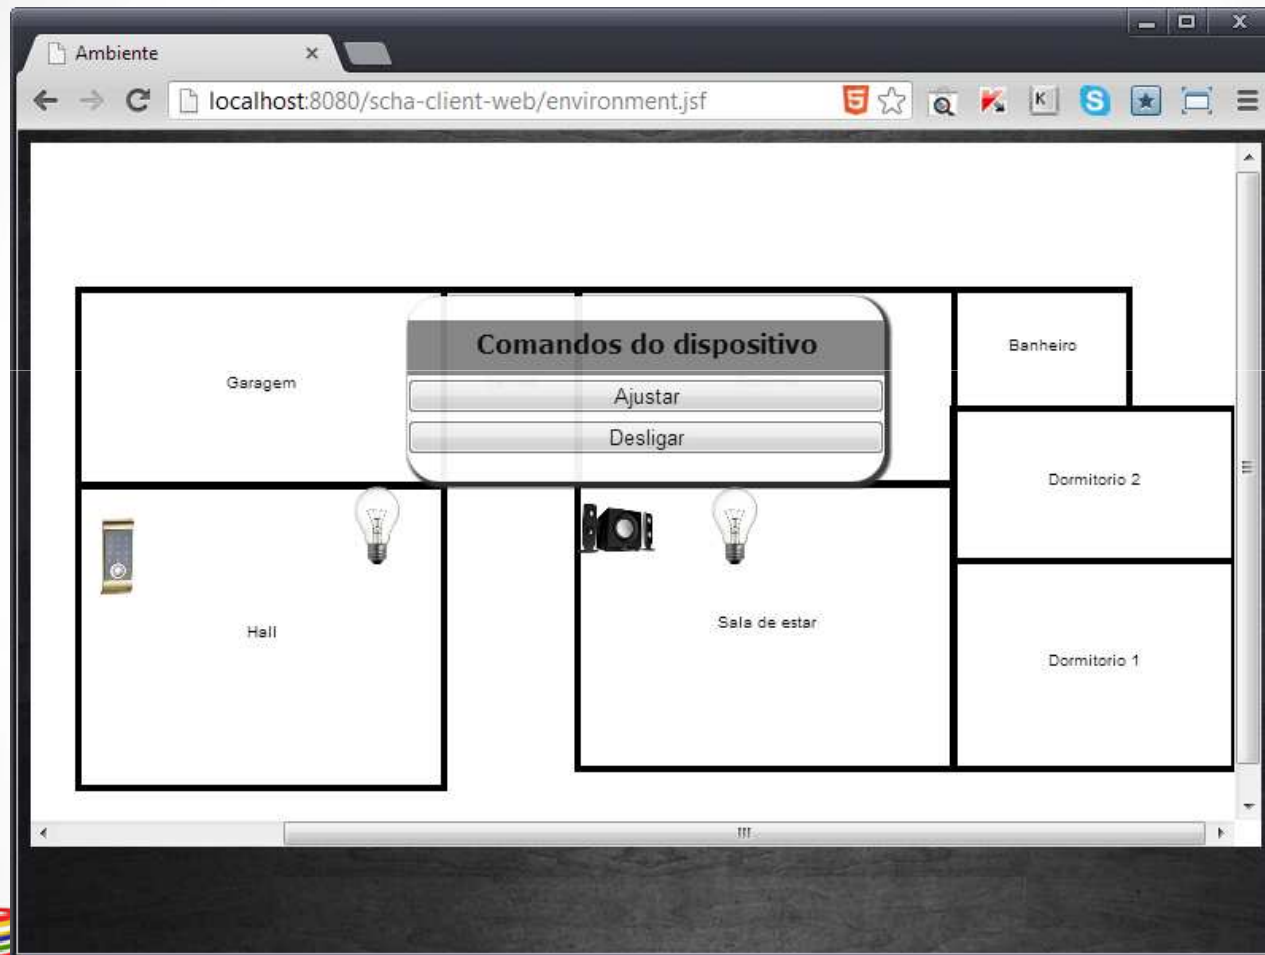 Ambiente
localhost:8080/scha-client-web/environment.jsf
Comandos do dispositivo
Ajustar
Desligar
Garagem
Banheiro
Dormitorio 2
Hall
Sala de estar
Dormitorio 1